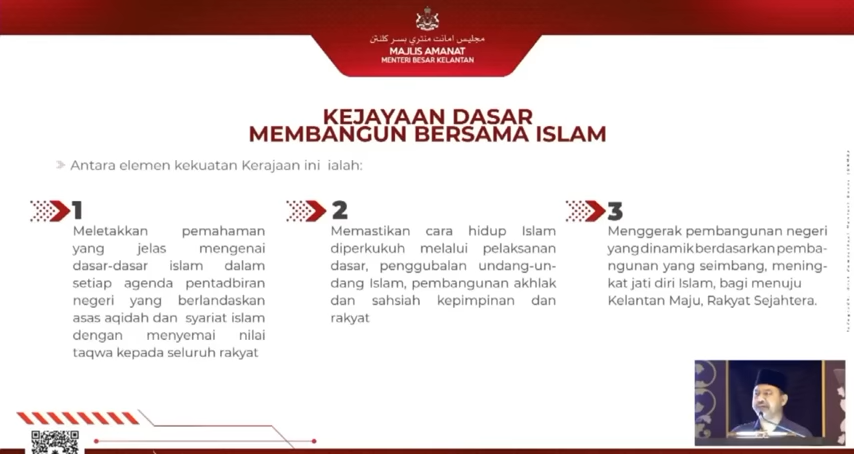 مجليس امانت منتري بسر كلنتن
MAJLIS AMANAT
MENTERI BESAR KELANTAN
KEJAYAAN DASAR
MEMBANGUN BERSAMA ISLAM
Antara elemen kekuatan Kerajaan ini ialah:
1
Meletakkan pemahaman
yang jelas mengenai
dasar-dasar islam dalam
setiap agenda pentadbiran
negeri yang berlandaskan
asas aqidah dan syariat islam
dengan menyemai nilai
taqwa kepada seluruh rakyat
2
Memastikan cara hidup Islam
diperkukuh melalui pelaksanan
dasar, penggubalan undang-un-
dang Islam, pembangunan akhlak
dan sahsiah kepimpinan dan
rakyat
3
Menggerak pembangunan negeri
yang dinamik berdasarkan pemba-
ngunan yang seimbang, mening-
kat jati diri Islam, bagi menuju
Kelantan Maju, Rakyat Sejahtera.